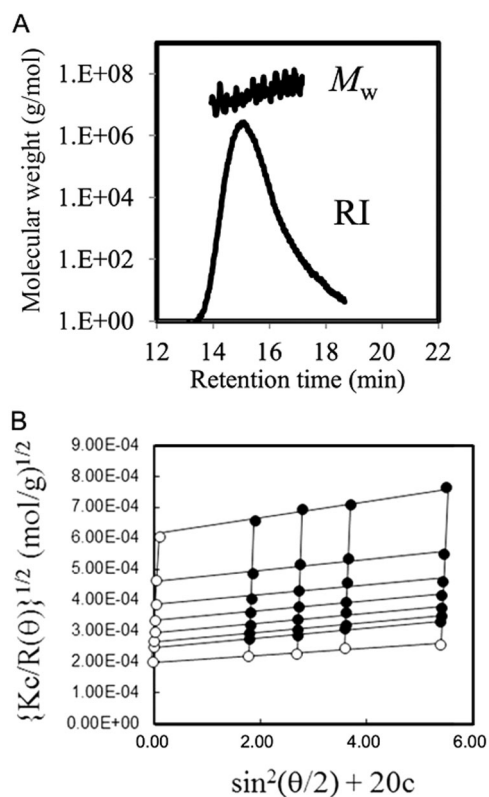 A
Molecular weight (g/mol)
1.E+08
1.E+06
1.E+04
1.E+02
1.E+00
Mw
RI
12 14 16 18 20 22
Retention time (min)
B
{Kc/R(θ)}1/2 (mol/g)1/2
9.00E-04
8.00E-04
7.00E-04
6.00E-04
5.00E-04
4.00E-04
3.00E-04
2.00E-04
1.00E-04
0.00E+00
0.00 2.00 4.00 6.00
sin²(θ/2) + 20c